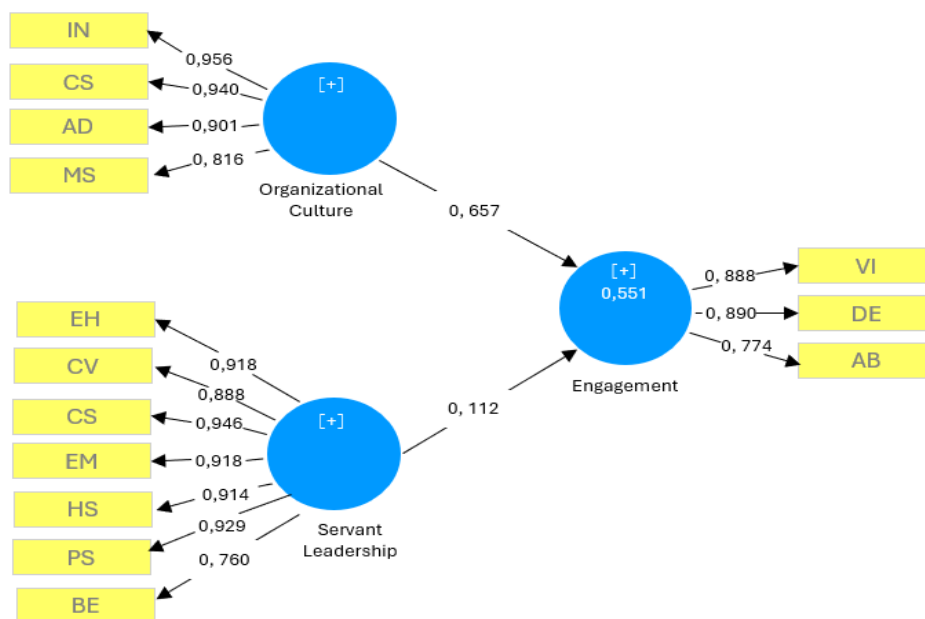 IN
0,956
CS
0,940
AD
0,901
MS
0, 816
[+]
Organizational
Culture
0, 657
EH
0,918
CV
0,888
CS
0,946
EM
0,918
HS
0,914
PS
0,929
BE
0, 760
[+]
Servant
Leadership
0, 112
[+]
0,551
Engagement
0, 888
VI
0, 890
DE
0, 774
AB